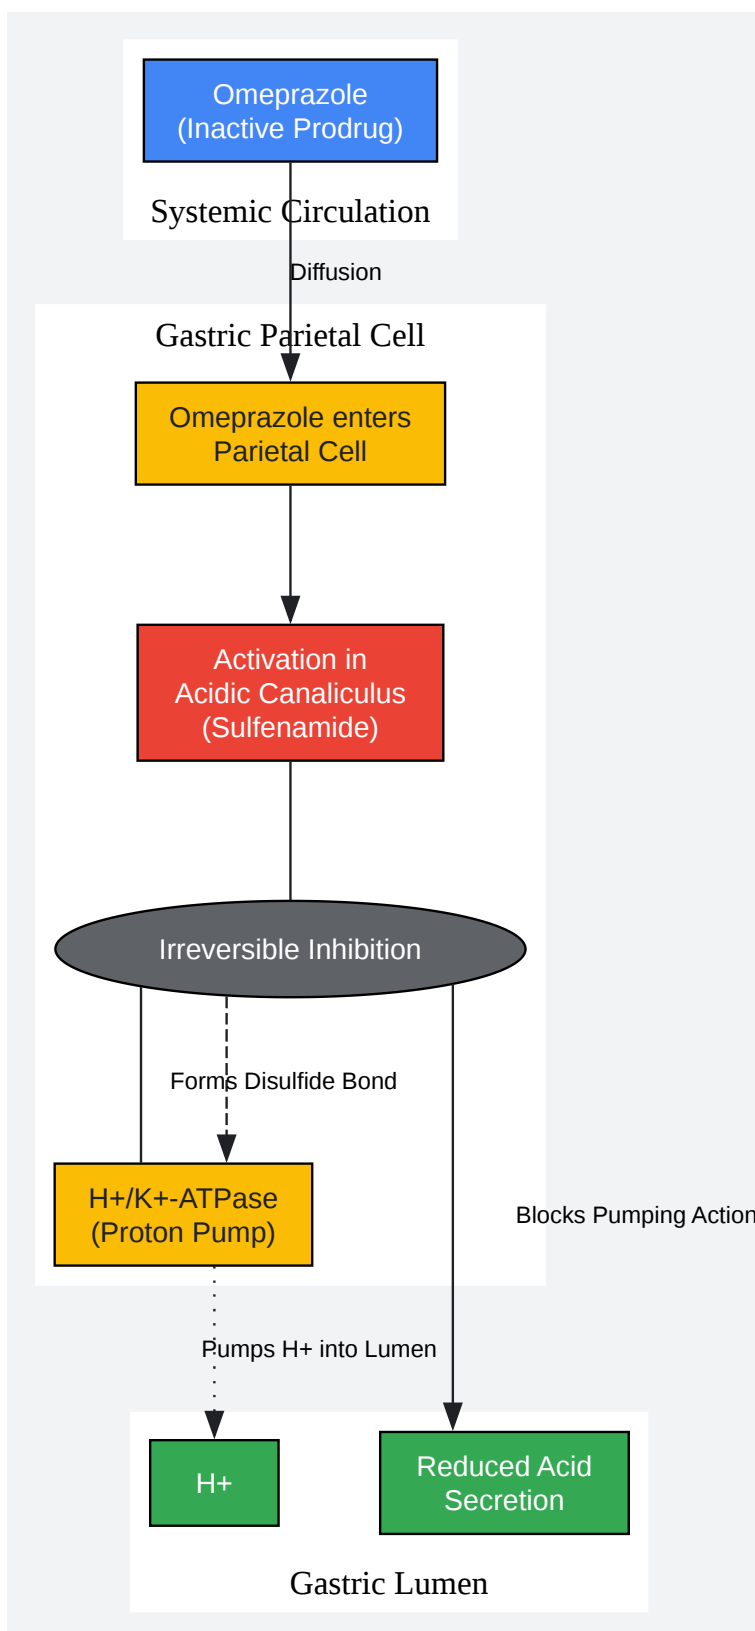 Omeprazole
(Inactive Prodrug)
Systemic Circulation
Diffusion
Gastric Parietal Cell
Omeprazole enters
Parietal Cell
Activation in
Acidic Canaliculus
(Sulfenamide)
Irreversible Inhibition
Forms Disulfide Bond
H+/K+-ATPase
(Proton Pump)
Blocks Pumping Action
Pumps H+ into Lumen
H+
Reduced Acid
Secretion
Gastric Lumen